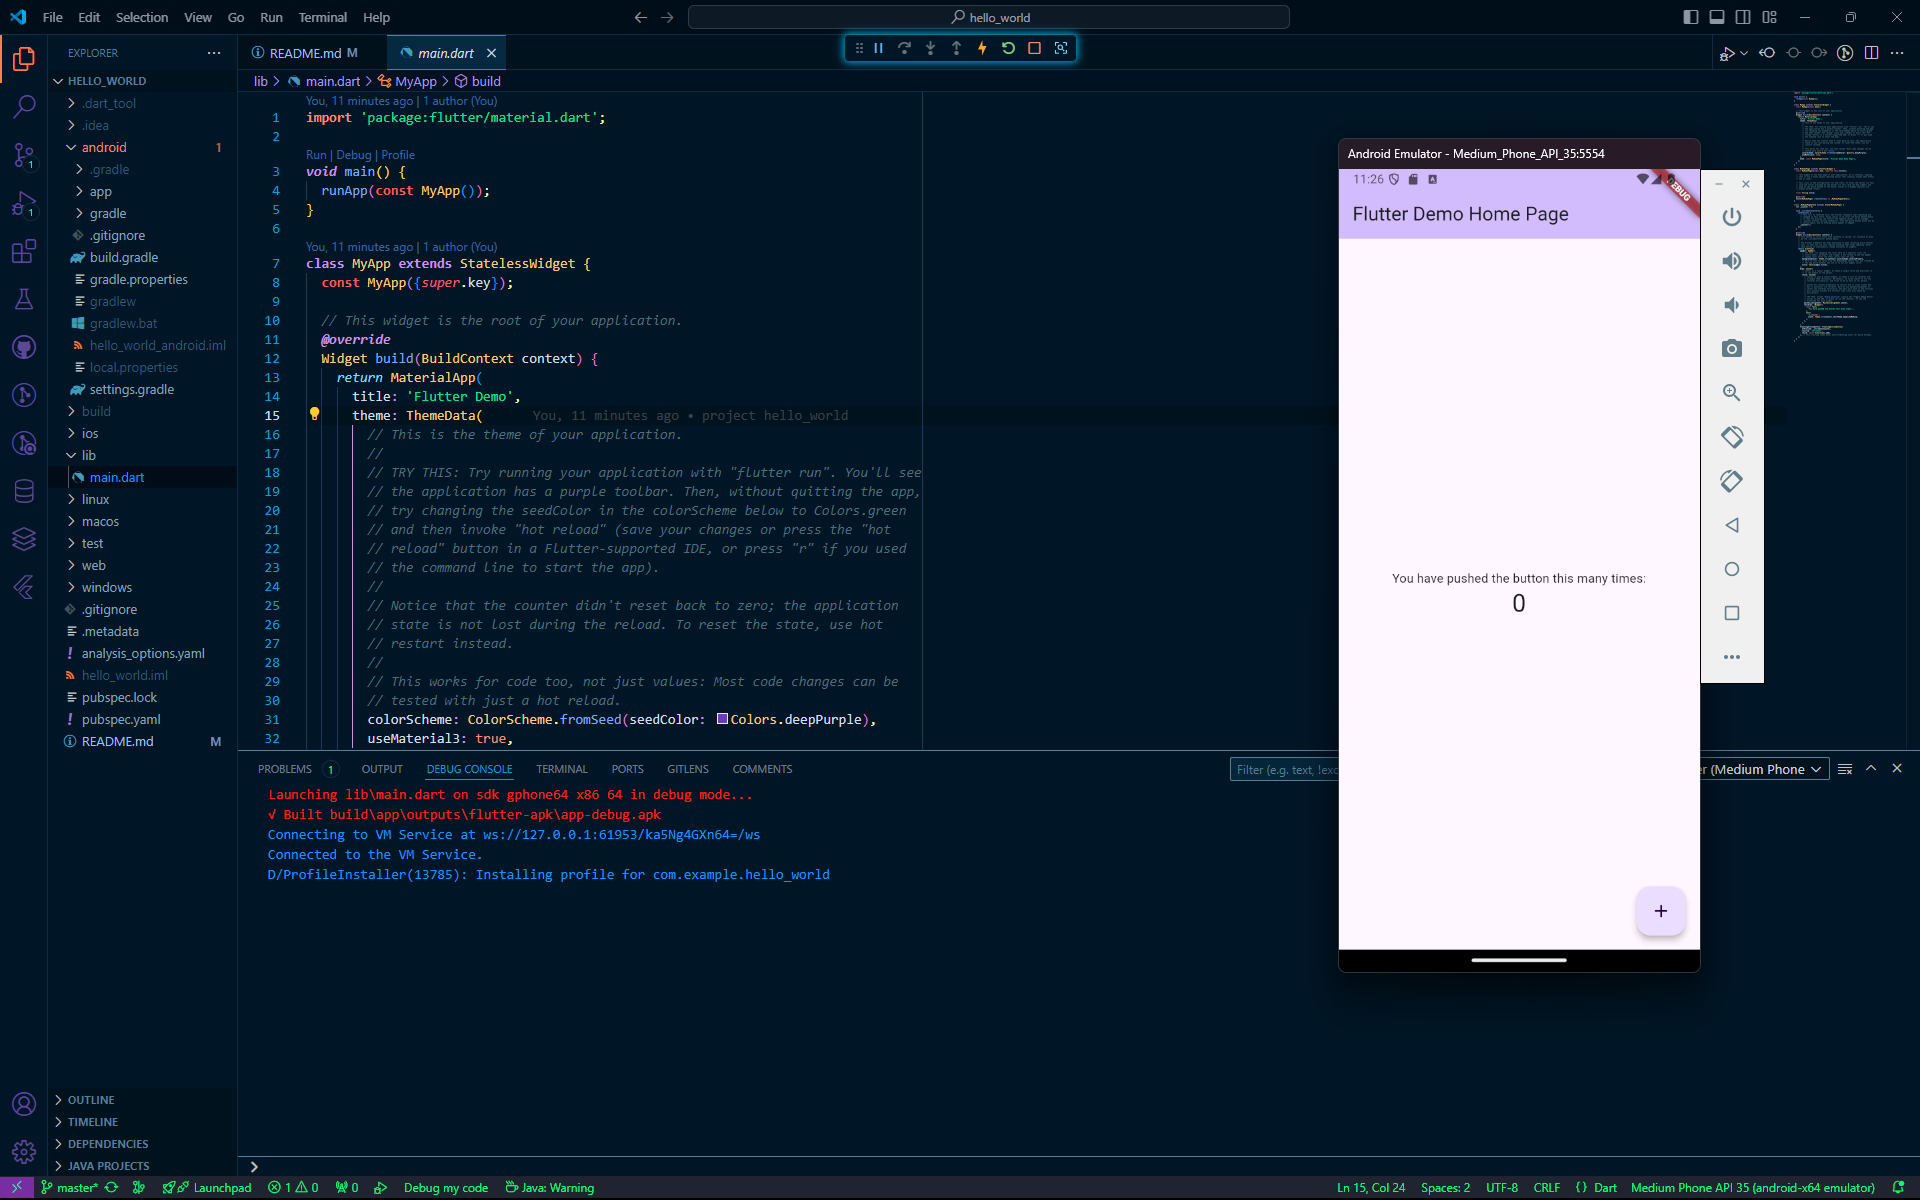 File Edit Selection View Go Run Terminal Help
hello_world
EXPLORER
README.md M
main.dart
HELLO_WORLD
.dart_tool
.idea
android 1
.gradle
app
gradle
.gitignore
build.gradle
gradle.properties
gradlew
gradlew.bat
hello_world_android.iml
local.properties
settings.gradle
build
ios
lib
main.dart
linux
macos
test
web
windows
.gitignore
.metadata
analysis_options.yaml
hello_world.iml
pubspec.lock
pubspec.yaml
README.md M
OUTLINE
TIMELINE
DEPENDENCIES
JAVA PROJECTS
lib > main.dart > MyApp > build
You, 11 minutes ago | 1 author (You)
1 import 'package:flutter/material.dart';
2
Run | Debug | Profile
3 void main() {
4 runApp(const MyApp());
5 }
6
You, 11 minutes ago | 1 author (You)
7 class MyApp extends StatelessWidget {
8 const MyApp({super.key});
9
10 // This widget is the root of your application.
11 @override
12 Widget build(BuildContext context) {
13 return MaterialApp(
14 title: 'Flutter Demo',
15 theme: ThemeData( You, 11 minutes ago • project hello_world
16 // This is the theme of your application.
17 //
18 // TRY THIS: Try running your application with "flutter run". You'll see
19 // the application has a purple toolbar. Then, without quitting the app,
20 // try changing the seedColor in the colorScheme below to Colors.green
21 // and then invoke "hot reload" (save your changes or press the "hot
22 // reload" button in a Flutter-supported IDE, or press "r" if you used
23 // the command line to start the app).
24 //
25 // Notice that the counter didn't reset back to zero; the application
26 // state is not lost during the reload. To reset the state, use hot
27 // restart instead.
28 //
29 // This works for code too, not just values: Most code changes can be
30 // tested with just a hot reload.
31 colorScheme: ColorScheme.fromSeed(seedColor: Colors.deepPurple),
32 useMaterial3: true,
Android Emulator - Medium_Phone_API_35:5554
11:26
DEBUG
Flutter Demo Home Page
You have pushed the button this many times:
0
+
PROBLEMS 1 OUTPUT DEBUG CONSOLE TERMINAL PORTS GITLENS COMMENTS
Filter (e.g. text, !exc
r (Medium Phone
Launching lib\main.dart on sdk gphone64 x86 64 in debug mode...
√ Built build\app\outputs\flutter-apk\app-debug.apk
Connecting to VM Service at ws://127.0.0.1:61953/ka5Ng4GXn64=/ws
Connected to the VM Service.
D/ProfileInstaller(13785): Installing profile for com.example.hello_world
master* Launchpad 1 0 0 Debug my code Java: Warning
Ln 15, Col 24 Spaces: 2 UTF-8 CRLF {} Dart Medium Phone API 35 (android-x64 emulator)